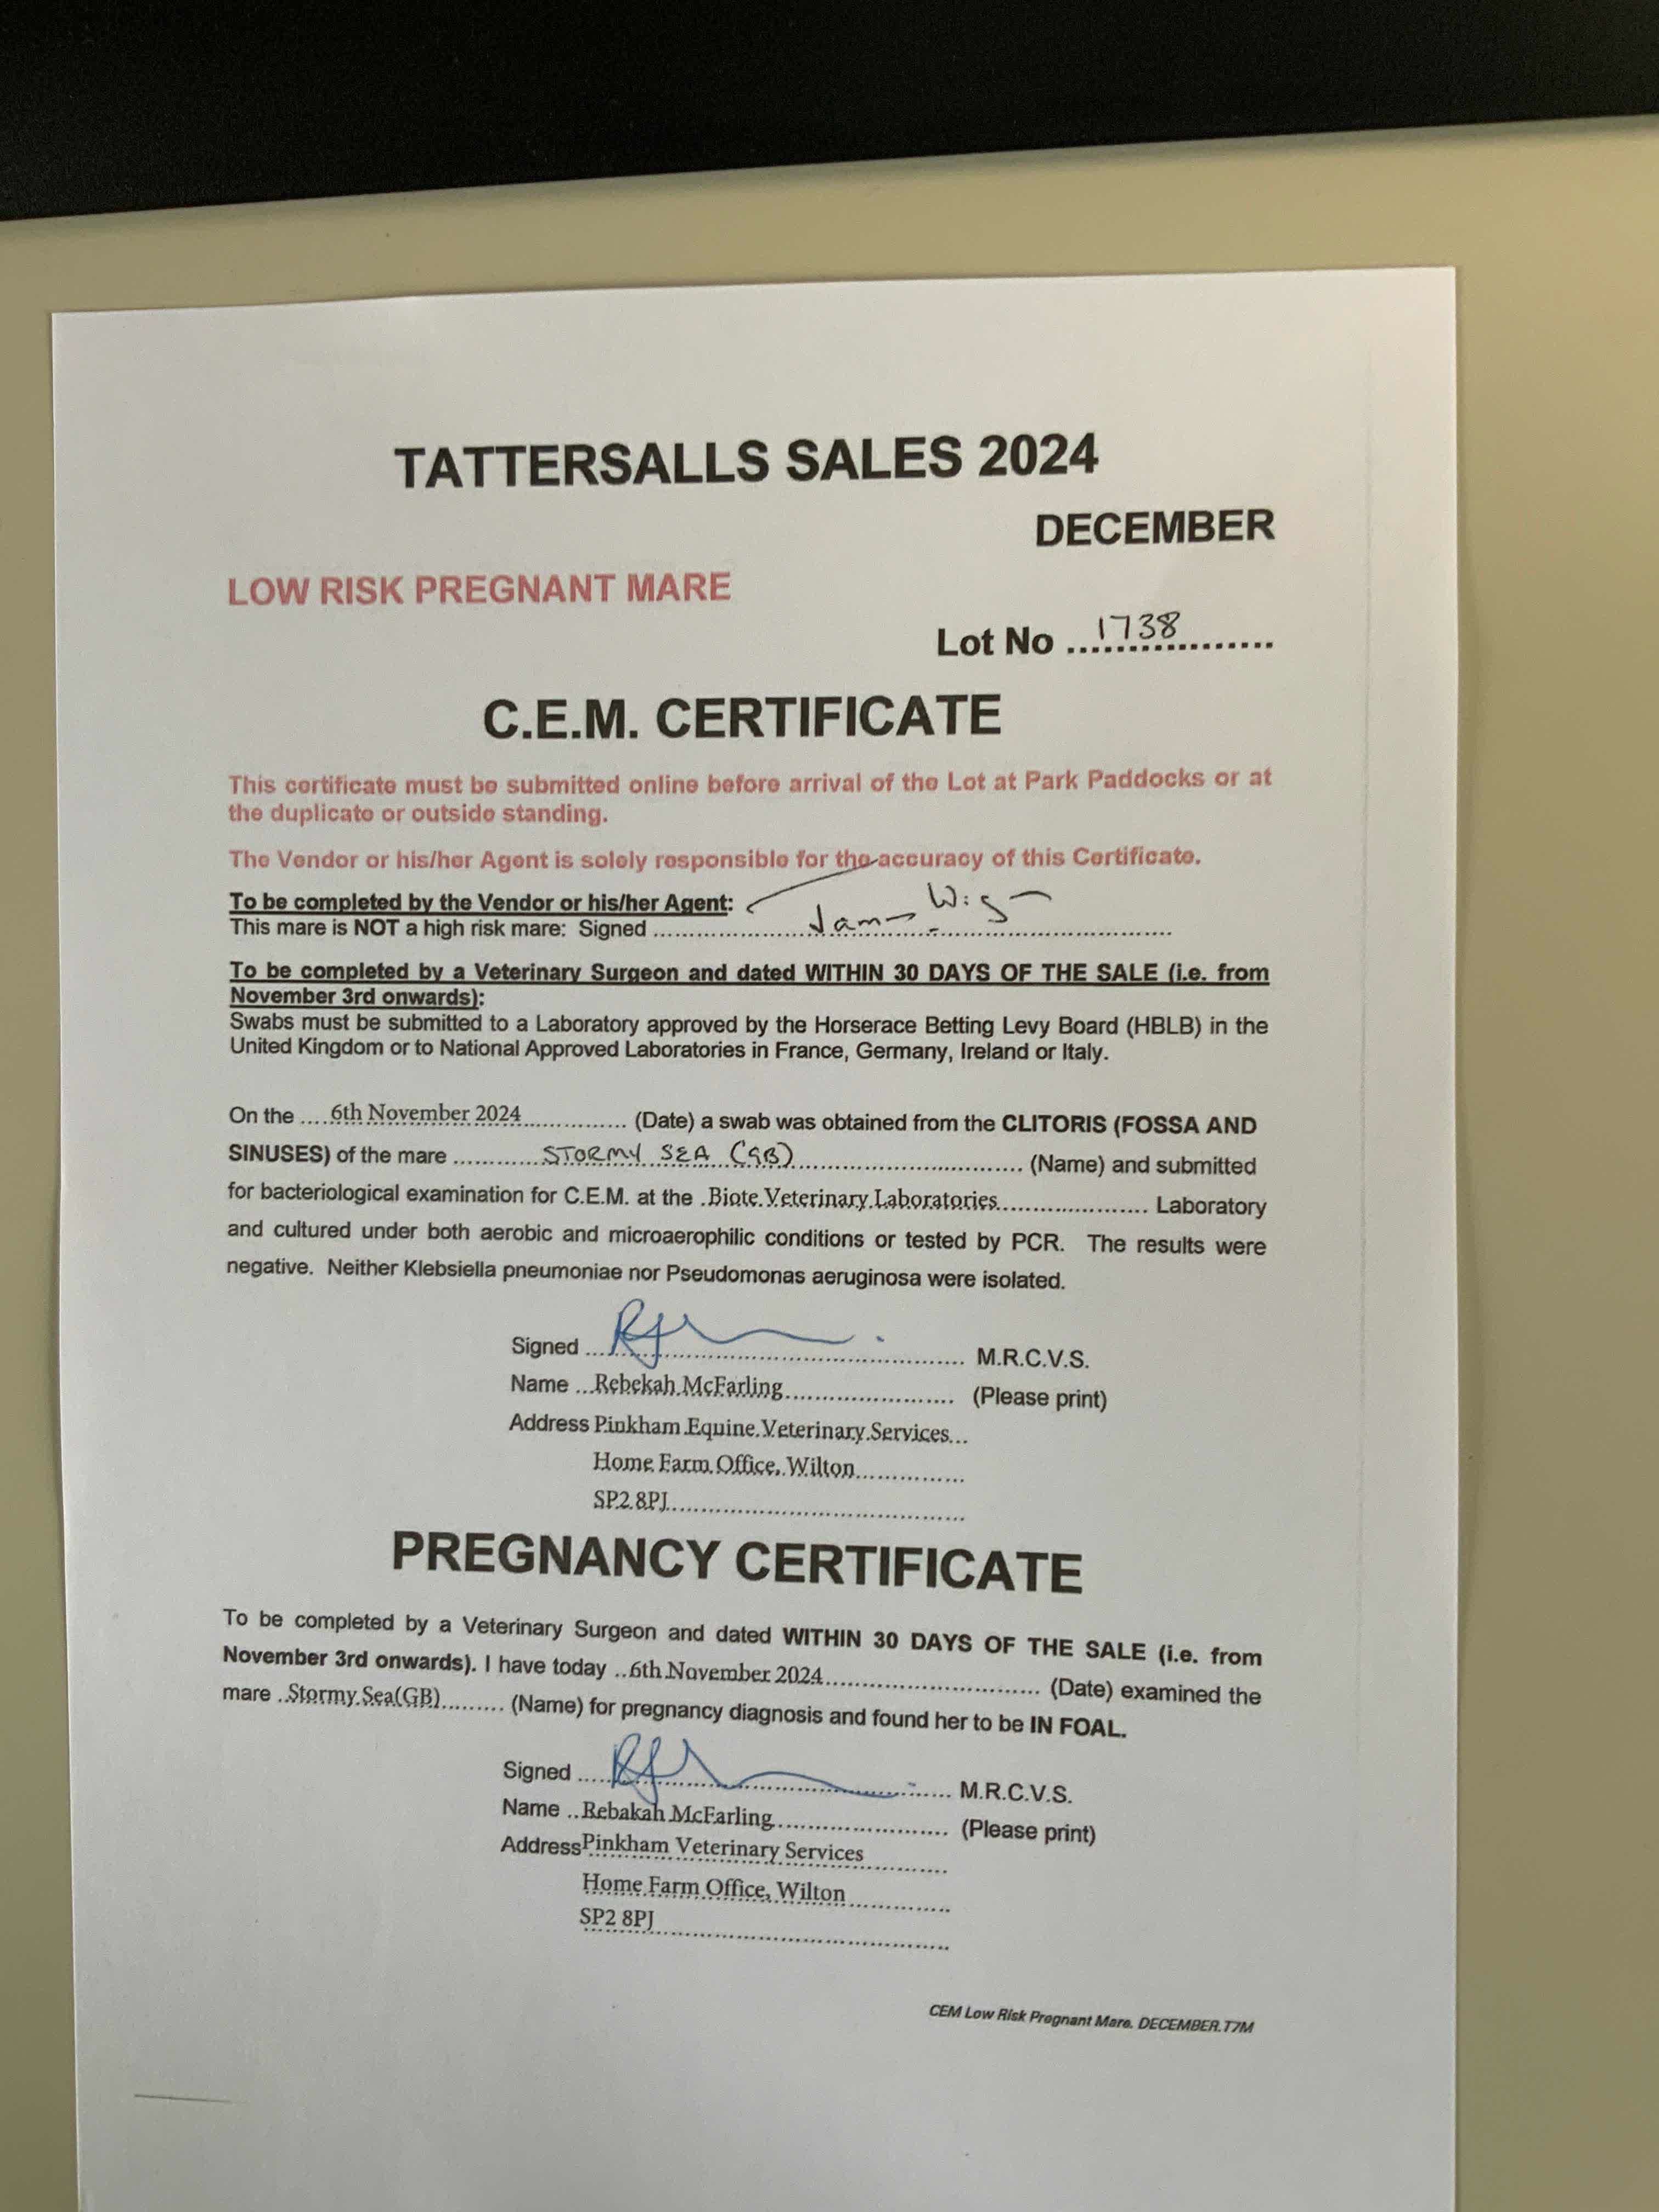 TATTERSALLS SALES 2024
DECEMBER
LOW RISK PREGNANT MARE
Lot No ...1738...
C.E.M. CERTIFICATE
This certificate must be submitted online before arrival of the Lot at Park Paddocks or at
the duplicate or outside standing.
The Vendor or his/her Agent is solely responsible for the accuracy of this Certificate.
To be completed by the Vendor or his/her Agent:
This mare is NOT a high risk mare: Signed ..........
To be completed by a Veterinary Surgeon and dated WITHIN 30 DAYS OF THE SALE (i.e. from
November 3rd onwards):
Swabs must be submitted to a Laboratory approved by the Horserace Betting Levy Board (HBLB) in the
United Kingdom or to National Approved Laboratories in France, Germany, Ireland or Italy.
On the ....6th November 2024.............. (Date) a swab was obtained from the CLITORIS (FOSSA AND
SINUSES) of the mare ............STORMY SEA (GB)................................ (Name) and submitted
for bacteriological examination for C.E.M. at the .Biote Veterinary Laboratories..................... Laboratory
and cultured under both aerobic and microaerophilic conditions or tested by PCR. The results were
negative. Neither Klebsiella pneumoniae nor Pseudomonas aeruginosa were isolated.
Signed .......... M.R.C.V.S.
Name ...Rebekah McFarling......................... (Please print)
Address Pinkham Equine Veterinary Services...
Home Farm Office, Wilton...............
SP2 8PJ..........................................
PREGNANCY CERTIFICATE
To be completed by a Veterinary Surgeon and dated WITHIN 30 DAYS OF THE SALE (i.e. from
November 3rd onwards). I have today ..6th November 2024................................ (Date) examined the
mare ..Stormy Sea(GB)......... (Name) for pregnancy diagnosis and found her to be IN FOAL.
Signed .......... M.R.C.V.S.
Name ..Rebakah McFarling......................... (Please print)
Address Pinkham Veterinary Services............
Home Farm Office, Wilton...............
SP2 8PJ..........................................
CEM Low Risk Pregnant Mare. DECEMBER.T7M